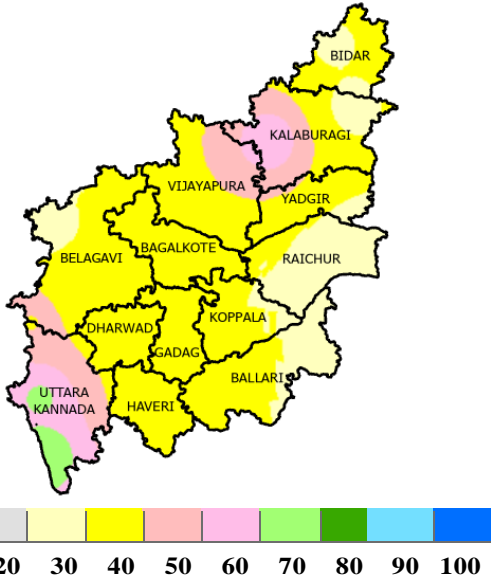 BIDAR
KALABURAGI
VIJAYAPURA
YADGIR
BAGALKOTE
BELAGAVI
RAICHUR
KOPPALA
DHARWAD
GADAG
BALLARI
UTTARA
KANNADA
HAVERI
20 30 40 50 60 70 80 90 100